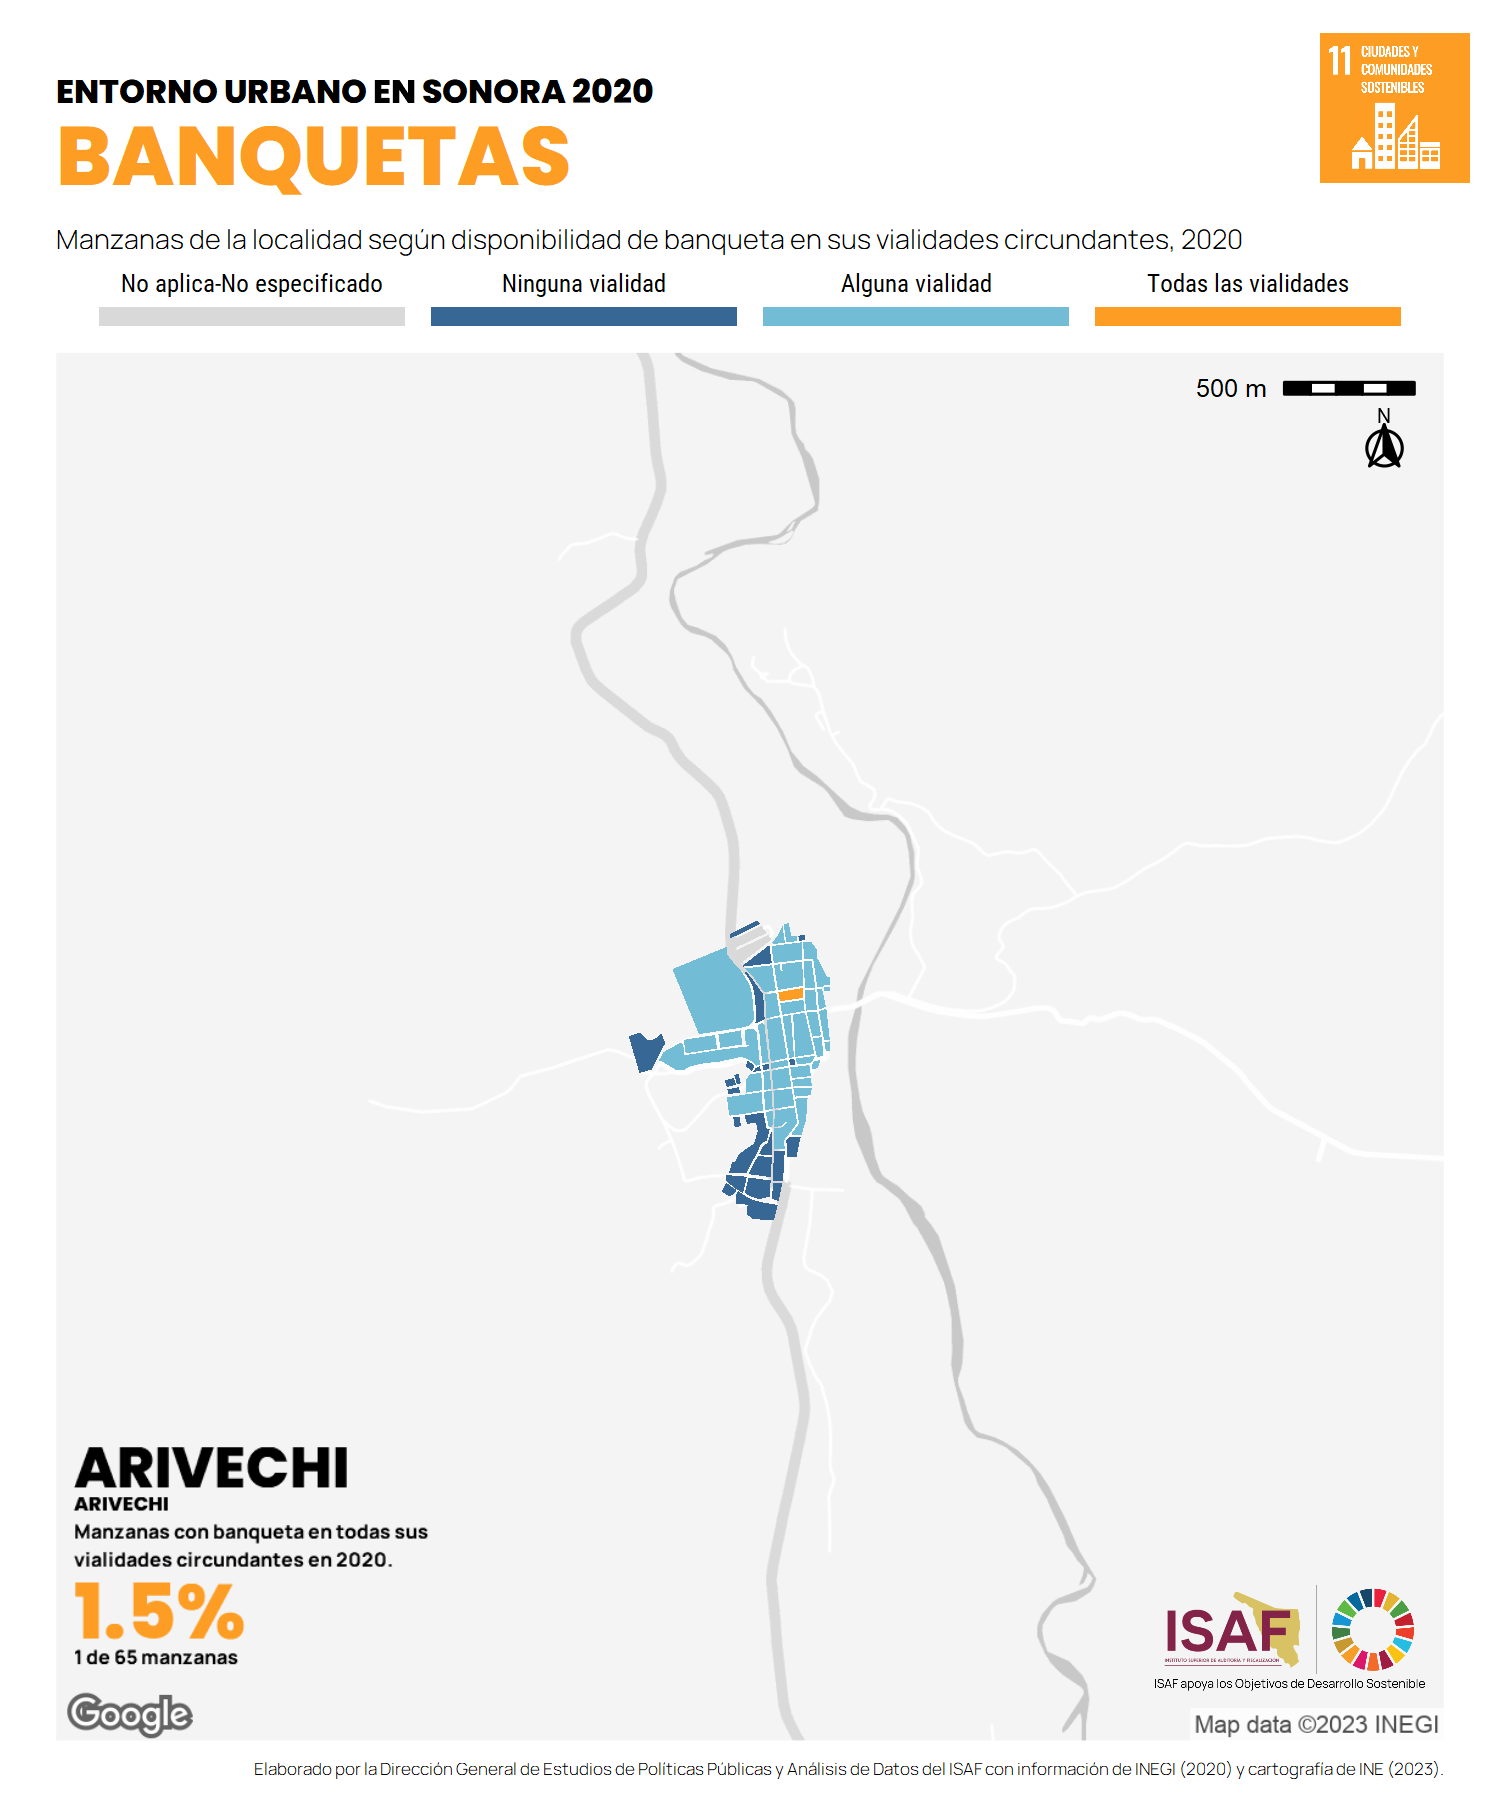 11 CIUDADES Y
COMUNIDADES
SOSTENIBLES
ENTORNO URBANO EN SONORA 2020
BANQUETAS
Manzanas de la localidad según disponibilidad de banqueta en sus vialidades circundantes, 2020
No aplica-No especificado
Ninguna vialidad
Alguna vialidad
Todas las vialidades
500 m
N
ARIVECHI
ARIVECHI
Manzanas con banqueta en todas sus
vialidades circundantes en 2020.
1.5%
1 de 65 manzanas
Google
ISAF
INSTITUTO SUPERIOR DE AUDITORÍA Y FISCALIZACIÓN
ISAF apoya los Objetivos de Desarrollo Sostenible
Map data ©2023 INEGI
Elaborado por la Dirección General de Estudios de Políticas Públicas y Análisis de Datos del ISAF con información de INEGI (2020) y cartografía de INE (2023).